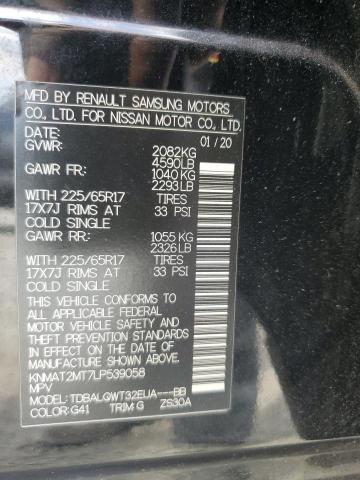 MFD BY RENAULT SAMSUNG MOTORS
CO., LTD. FOR NISSAN MOTOR CO., LTD.
DATE: 01/20
GVWR: 2082KG
4590LB
GAWR FR: 1040KG
2293LB
WITH 225/65R17 TIRES
17X7J RIMS AT 33 PSI
COLD SINGLE
GAWR RR: 1055 KG
2326LB
WITH 225/65R17 TIRES
17X7J RIMS AT 33 PSI
COLD SINGLE
THIS VEHICLE CONFORMS TO
ALL APPLICABLE FEDERAL
MOTOR VEHICLE SAFETY, BUMPER
AND THEFT PREVENTION
STANDARDS IN EFFECT ON THE
DATE OF MANUFACTURE
SHOWN ABOVE.
KNMAT2MT7LP539058
MPV
MODEL: TDBALQWT32EUA---BB
COLOR: G41 TRIM: G ZS30A